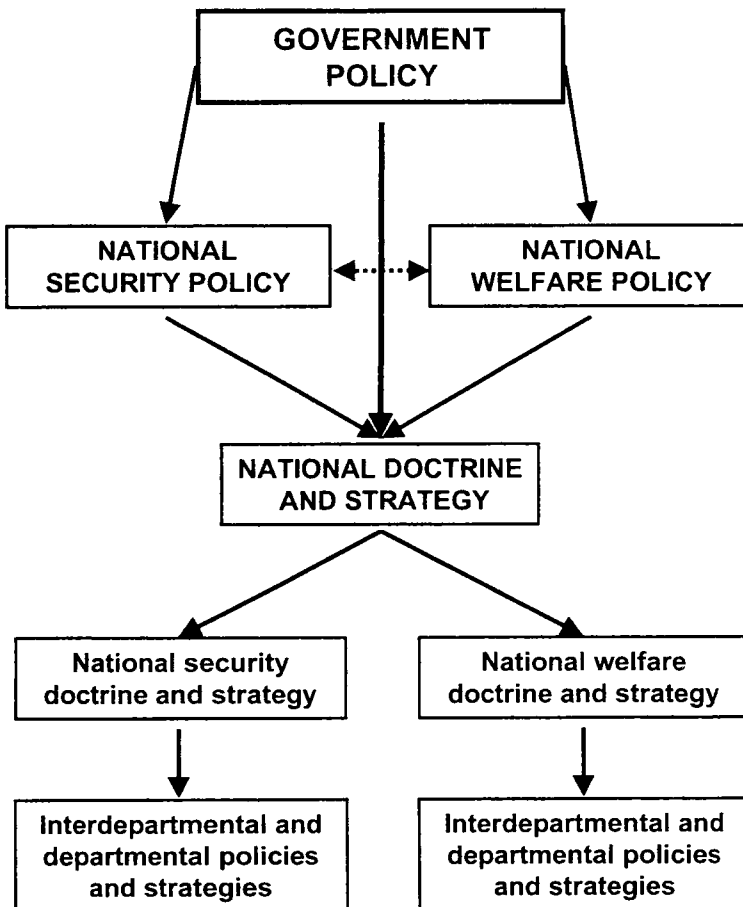 GOVERNMENT
POLICY
NATIONAL
SECURITY POLICY
NATIONAL
WELFARE POLICY
NATIONAL DOCTRINE
AND STRATEGY
National security
doctrine and strategy
National welfare
doctrine and strategy
Interdepartmental and
departmental policies
and strategies
Interdepartmental and
departmental policies
and strategies